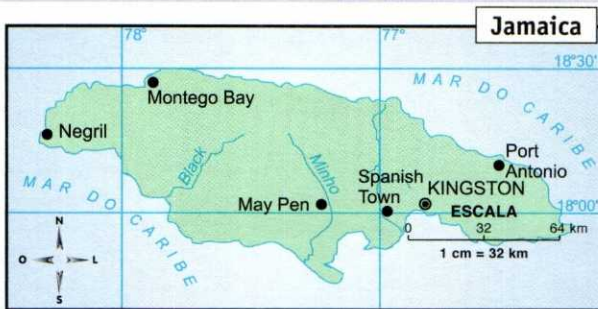 Jamaica
78°
77°
18°30'
MAR DO CARIBE
Montego Bay
Negril
Black
Minho
Port
Antonio
Spanish
Town
KINGSTON
May Pen
MAR DO CARIBE
18°00'
ESCALA
0 32 64 km
1 cm = 32 km
N
O L
S